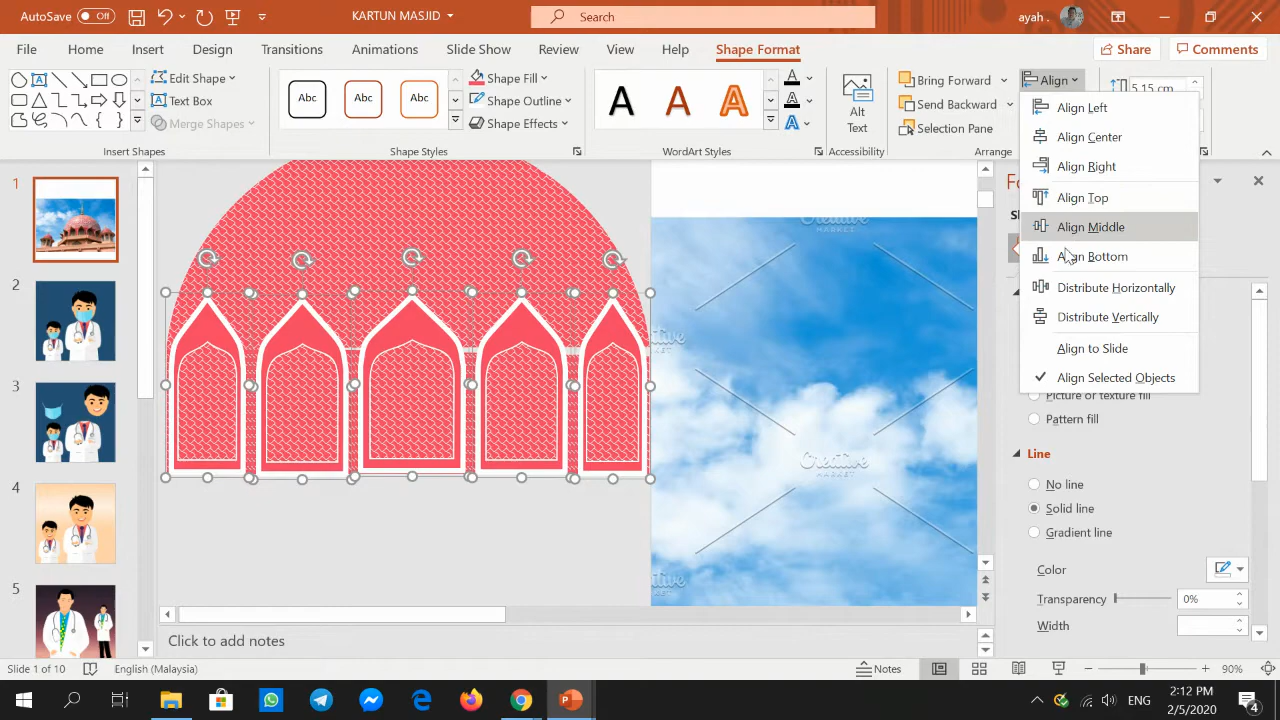 AutoSave Off KARTUN MASJID Search ayah .
File Home Insert Design Transitions Animations Slide Show Review View Help Shape Format Share Comments
Edit Shape
Text Box
Merge Shapes
Insert Shapes
Abc Abc Abc
Shape Fill
Shape Outline
Shape Effects
Shape Styles
A A A
A
A
A
WordArt Styles
Alt
Text
Accessibility
Bring Forward
Send Backward
Selection Pane
Arrange
Align
5.15 cm
Align Left
Align Center
Align Right
Align Top
Align Middle
Align Bottom
Distribute Horizontally
Distribute Vertically
Align to Slide
Align Selected Objects
Picture or texture fill
Pattern fill
Line
No line
Solid line
Gradient line
Color
Transparency 0%
Width
1
2
3
4
5
MARKET
Creative
MARKET
Click to add notes
Slide 1 of 10 English (Malaysia) Notes 90%
ENG 2:12 PM
2/5/2020 4